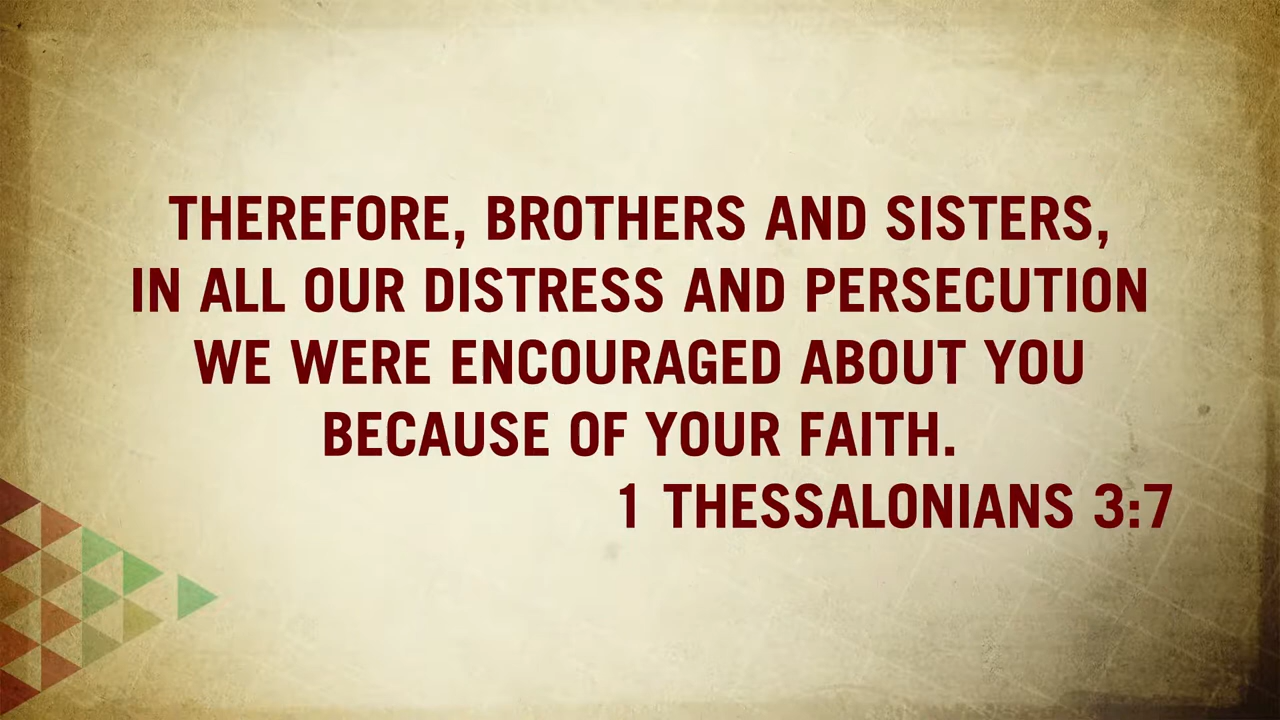 THEREFORE, BROTHERS AND SISTERS,
IN ALL OUR DISTRESS AND PERSECUTION
WE WERE ENCOURAGED ABOUT YOU
BECAUSE OF YOUR FAITH.
1 THESSALONIANS 3:7